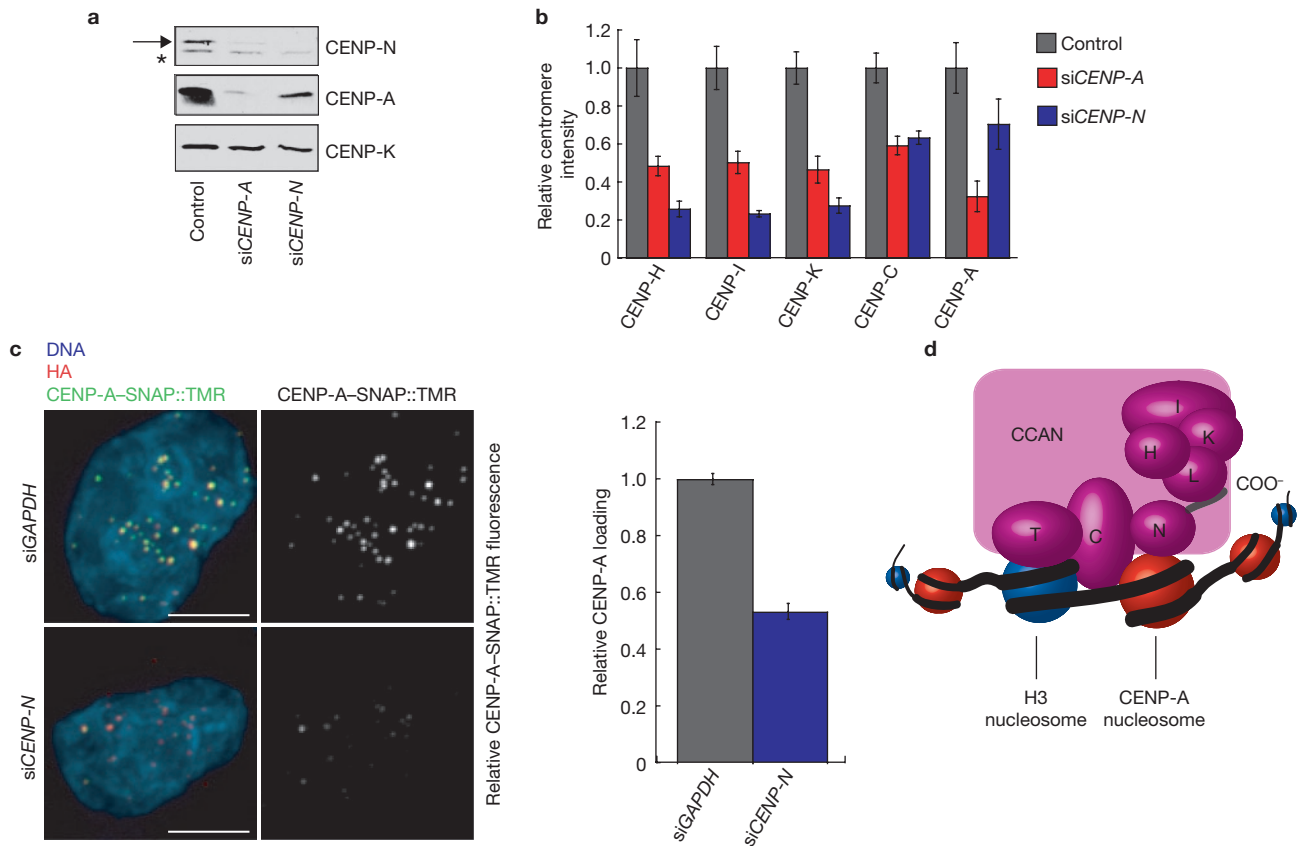 a
CENP-N
*
CENP-A
CENP-K
Control
siCENP-A
siCENP-N
b
Relative centromere
intensity
1.0
0.8
0.6
0.4
0.2
0
CENP-H
CENP-I
CENP-K
CENP-C
CENP-A
Control
siCENP-A
siCENP-N
c
DNA
HA
CENP-A–SNAP::TMR
CENP-A–SNAP::TMR
siGAPDH
siCENP-N
Relative CENP-A–SNAP::TMR fluorescence
Relative CENP-A loading
1.2
1.0
0.8
0.6
0.4
0.2
0
siGAPDH
siCENP-N
d
CCAN
I
K
H
L
COO⁻
T
C
N
H3
nucleosome
CENP-A
nucleosome